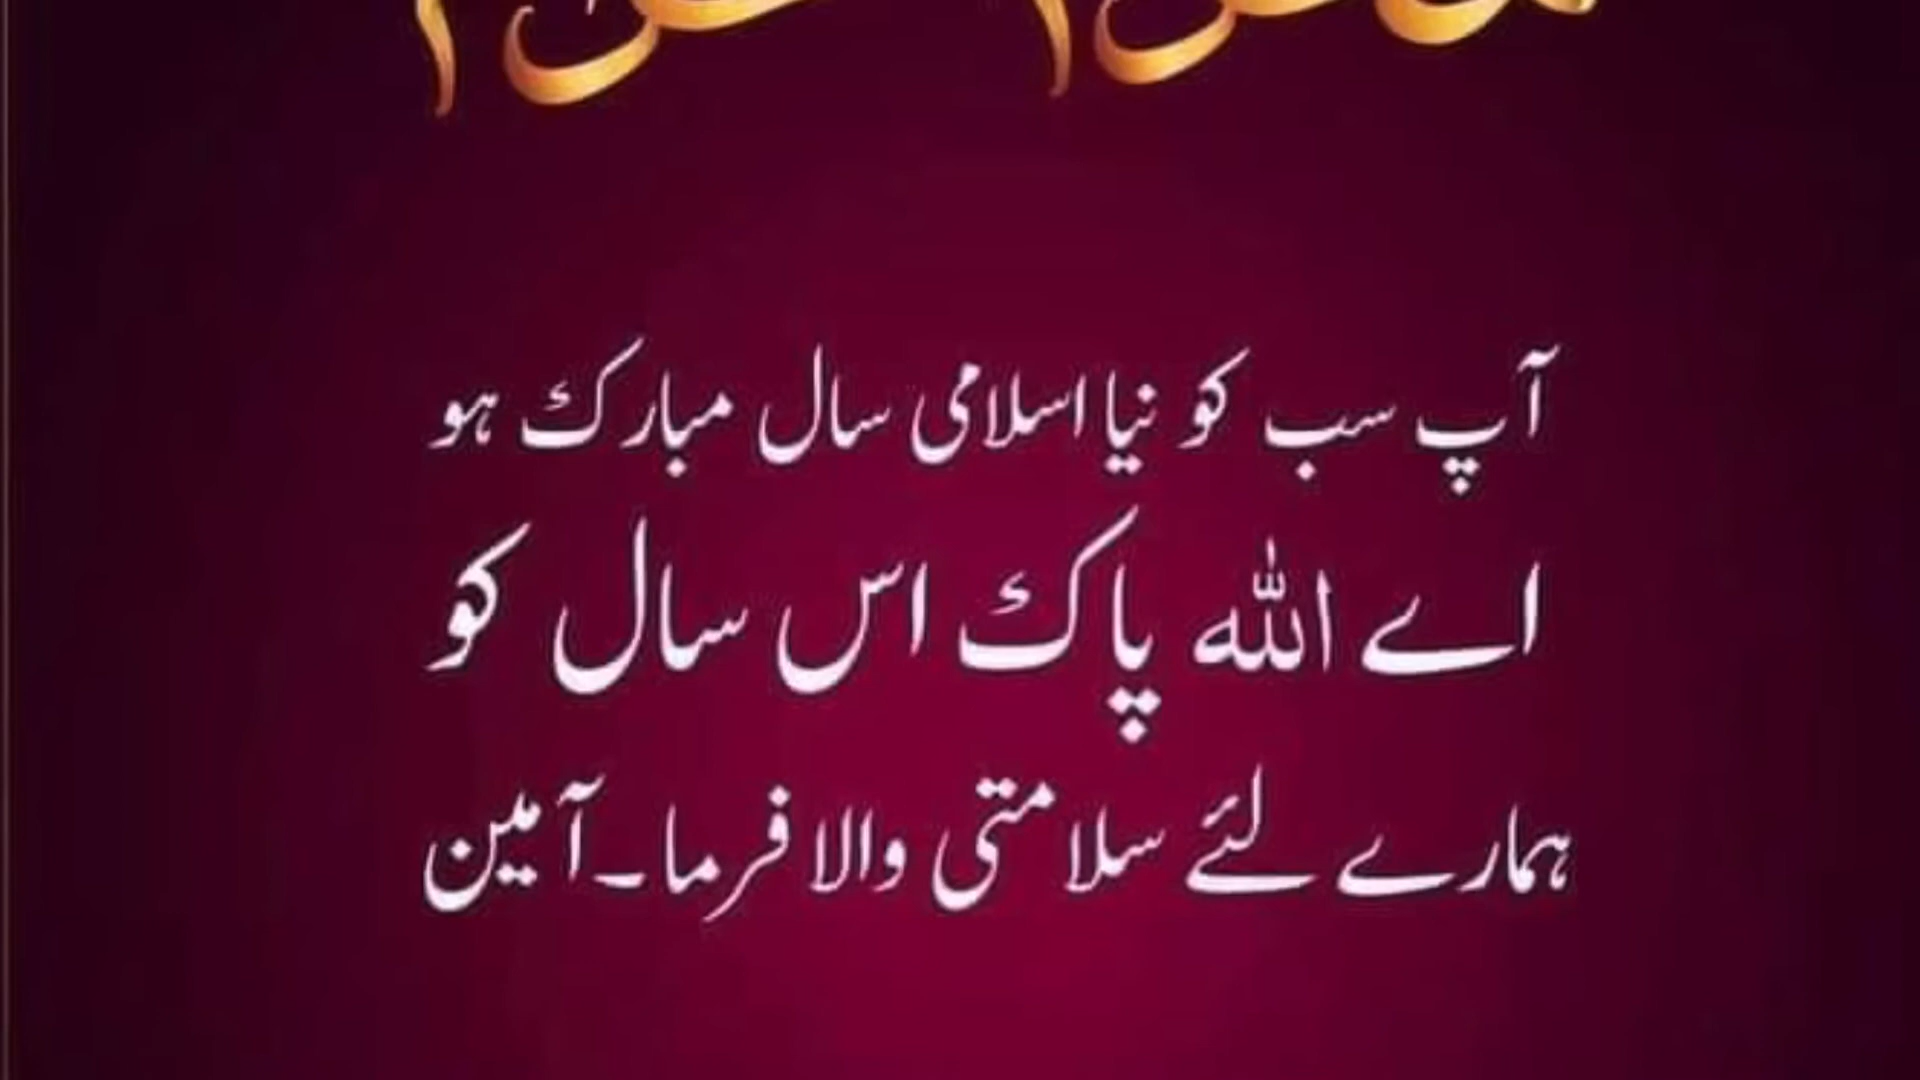 آپ سب کو نیا اسلامی سال مبارک ہو
اے اللہ پاک اس سال کو
ہمارے لئے سلامتی والا فرما۔آمین